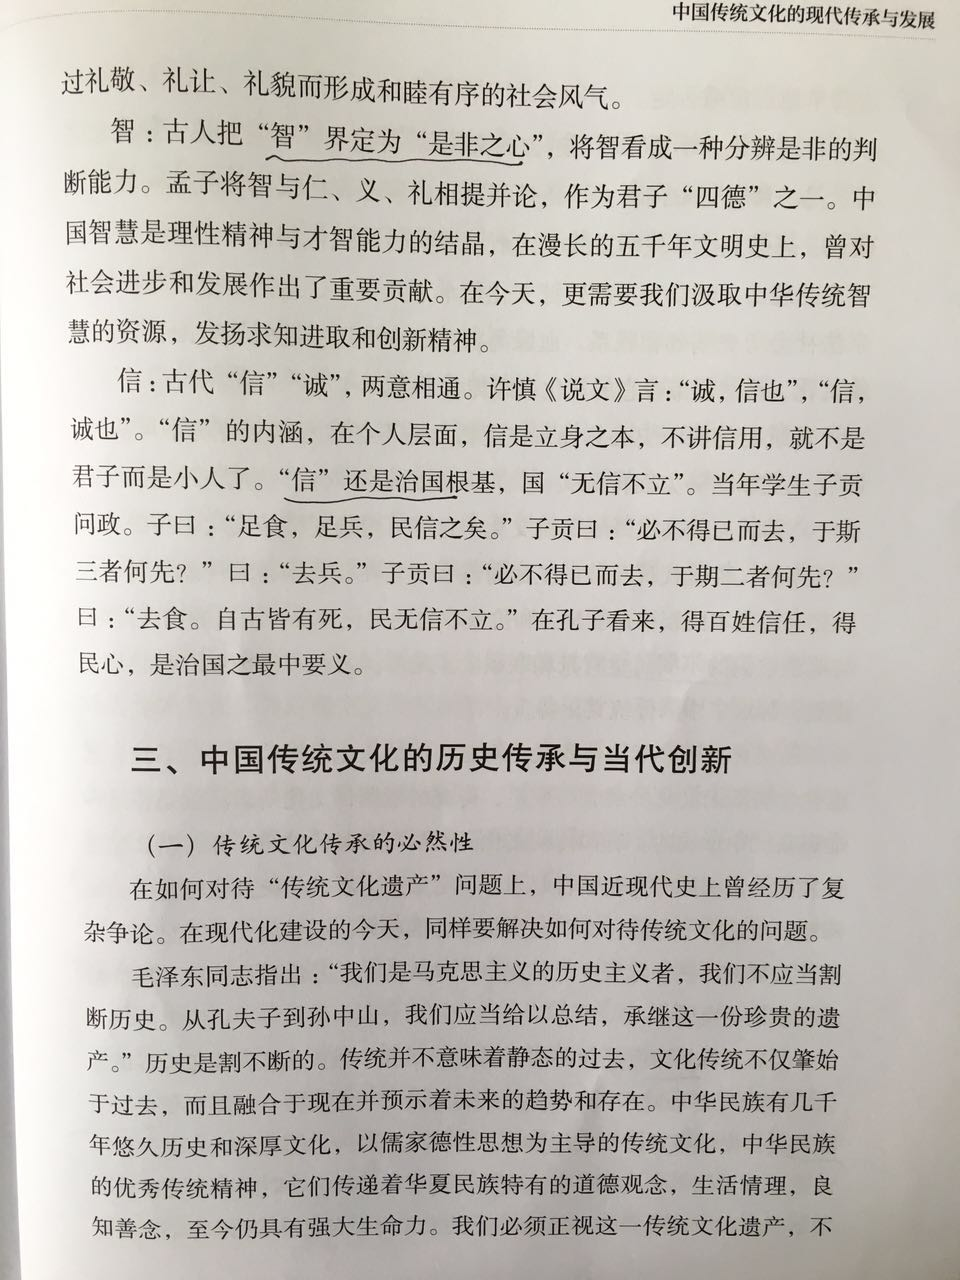 中国传统文化的现代传承与发展
过礼敬、礼让、礼貌而形成和睦有序的社会风气。
智：古人把“智”界定为“是非之心”，将智看成一种分辨是非的判
断能力。孟子将智与仁、义、礼相提并论，作为君子“四德”之一。中
国智慧是理性精神与才智能力的结晶，在漫长的五千年文明史上，曾对
社会进步和发展作出了重要贡献。在今天，更需要我们汲取中华传统智
慧的资源，发扬求知进取和创新精神。
信：古代“信”“诚”，两意相通。许慎《说文》言：“诚，信也”，“信，
诚也”。“信”的内涵，在个人层面，信是立身之本，不讲信用，就不是
君子而是小人了。“信”还是治国根基，国“无信不立”。当年学生子贡
问政。子曰：“足食，足兵，民信之矣。”子贡曰：“必不得已而去，于斯
三者何先？”曰：“去兵。”子贡曰：“必不得已而去，于期二者何先？”
曰：“去食。自古皆有死，民无信不立。”在孔子看来，得百姓信任，得
民心，是治国之最中要义。
三、中国传统文化的历史传承与当代创新
（一）传统文化传承的必然性
在如何对待“传统文化遗产”问题上，中国近现代史上曾经历了复
杂争论。在现代化建设的今天，同样要解决如何对待传统文化的问题。
毛泽东同志指出：“我们是马克思主义的历史主义者，我们不应当割
断历史。从孔夫子到孙中山，我们应当给以总结，承继这一份珍贵的遗
产。”历史是割不断的。传统并不意味着静态的过去，文化传统不仅肇始
于过去，而且融合于现在并预示着未来的趋势和存在。中华民族有几千
年悠久历史和深厚文化，以儒家德性思想为主导的传统文化，中华民族
的优秀传统精神，它们传递着华夏民族特有的道德观念，生活情理，良
知善念，至今仍具有强大生命力。我们必须正视这一传统文化遗产，不